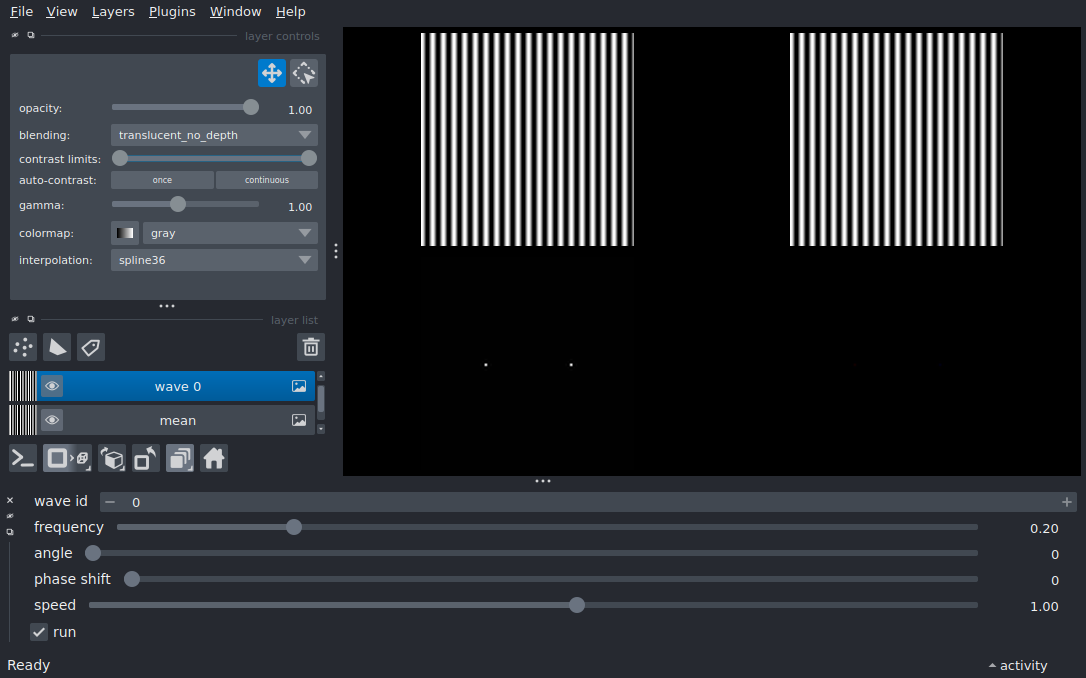 File View Layers Plugins Window Help
layer controls
opacity: 1.00
blending: translucent_no_depth
contrast limits:
auto-contrast: once continuous
gamma: 1.00
colormap: gray
interpolation: spline36
layer list
wave 0
mean
wave id 0
frequency 0.20
angle 0
phase shift 0
speed 1.00
run
Ready activity